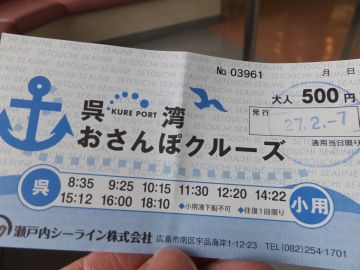 № 03961 月 日
呉 KURE PORT 湾
おさんぽクルーズ
大人 500円
発行 27.2.-7
通用当日限り
呉 8:35 9:25 10:15 11:30 12:20 14:22 小用
15:12 16:00 18:10 ●小用港下船不可 ●往復1回限り
瀬戸内シーライン株式会社 広島市南区宇品海岸1-12-23 TEL(082)254-1701
SETOUCHI SEALINE